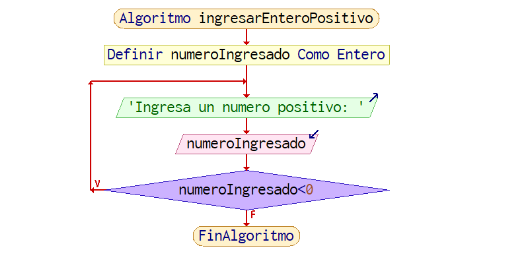 Algoritmo ingresarEnteroPositivo
Definir numeroIngresado Como Entero
'Ingresa un numero positivo: '
numeroIngresado
V
numeroIngresado<0
F
FinAlgoritmo